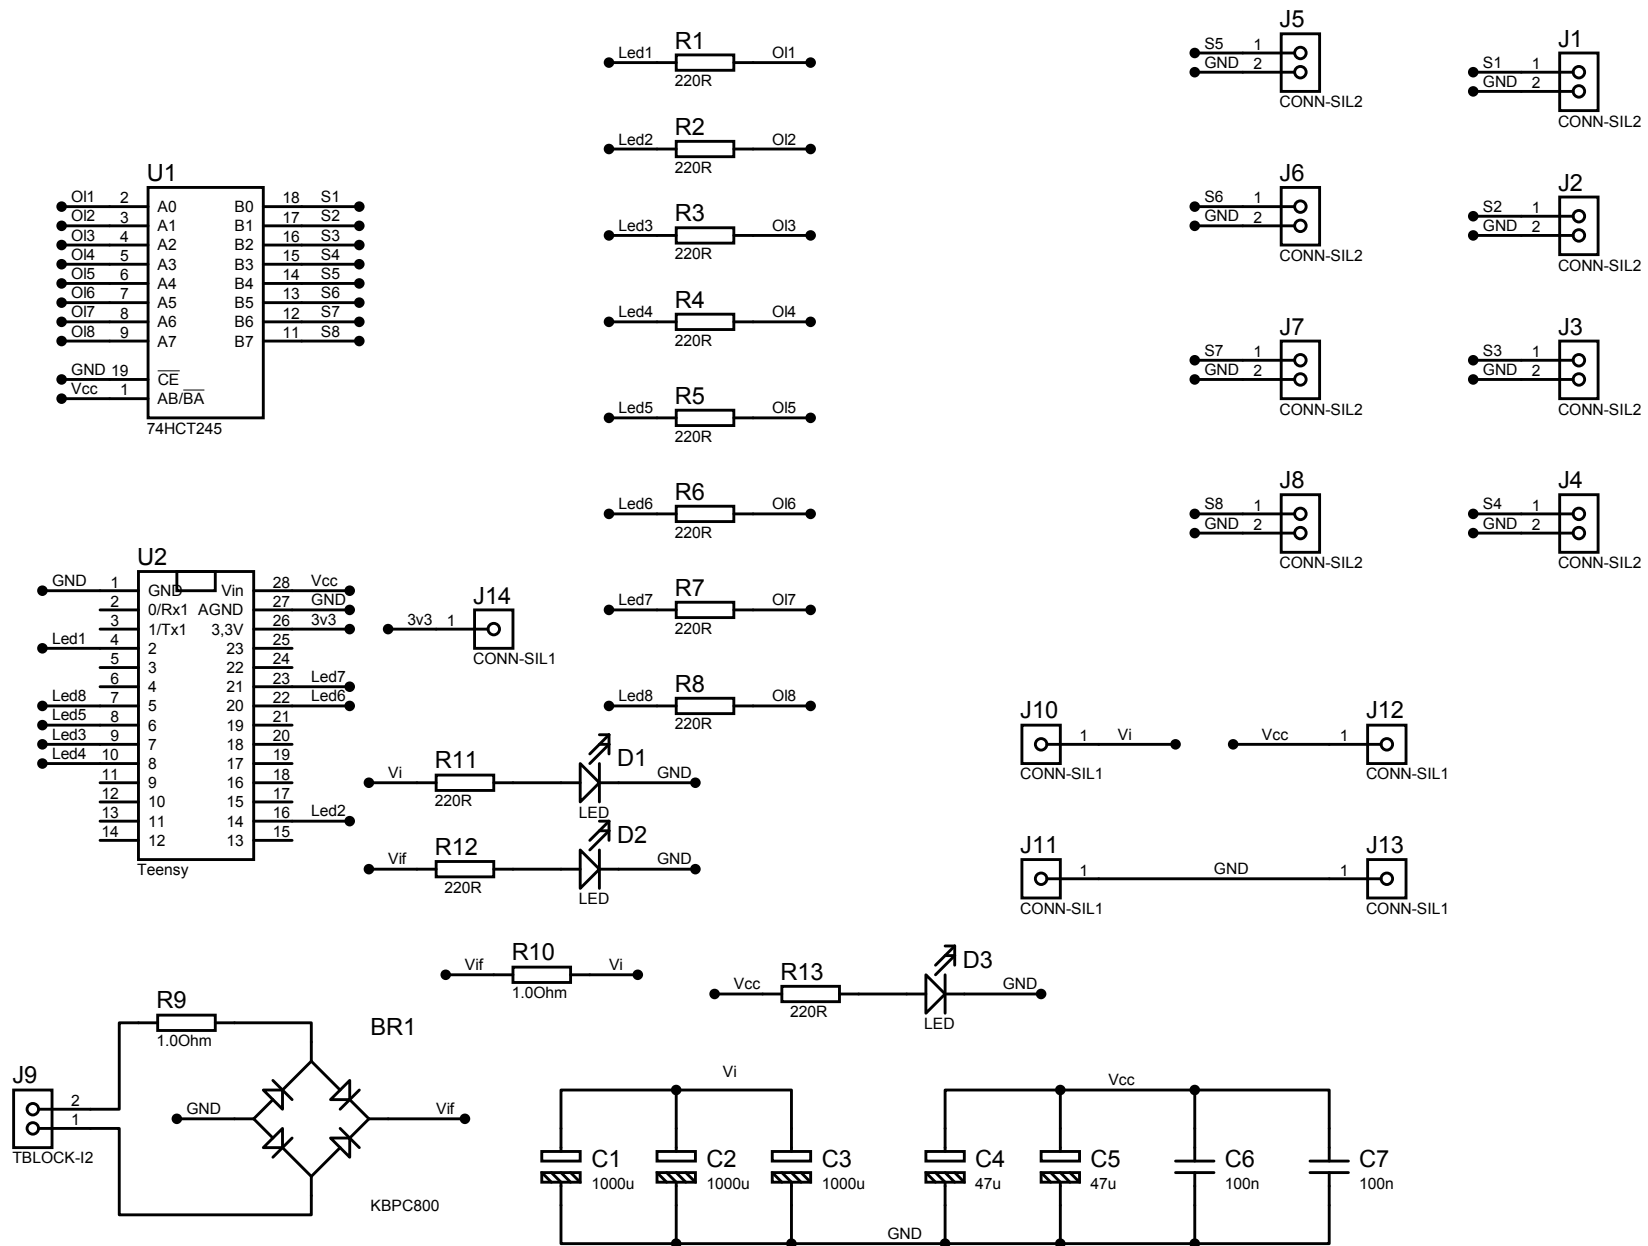 U1
OI1 2 A0 B0 18 S1
OI2 3 A1 B1 17 S2
OI3 4 A2 B2 16 S3
OI4 5 A3 B3 15 S4
OI5 6 A4 B4 14 S5
OI6 7 A5 B5 13 S6
OI7 8 A6 B6 12 S7
OI8 9 A7 B7 11 S8
GND 19 CE
Vcc 1 AB/BA
74HCT245
R1
Led1 OI1
220R
R2
Led2 OI2
220R
R3
Led3 OI3
220R
R4
Led4 OI4
220R
R5
Led5 OI5
220R
R6
Led6 OI6
220R
R7
Led7 OI7
220R
R8
Led8 OI8
220R
J5
S5 1
GND 2
CONN-SIL2
J1
S1 1
GND 2
CONN-SIL2
J6
S6 1
GND 2
CONN-SIL2
J2
S2 1
GND 2
CONN-SIL2
J7
S7 1
GND 2
CONN-SIL2
J3
S3 1
GND 2
CONN-SIL2
J8
S8 1
GND 2
CONN-SIL2
J4
S4 1
GND 2
CONN-SIL2
U2
GND 1 GND Vin 28 Vcc
2 0/Rx1 AGND 27 GND
3 1/Tx1 3,3V 26 3v3
Led1 4 2 23 25
5 3 22 24
6 4 21 23 Led7
Led8 7 5 20 22 Led6
Led5 8 6 19 21
Led3 9 7 18 20
Led4 10 8 17 19
11 9 16 18
12 10 15 17
13 11 14 16 Led2
14 12 13 15
Teensy
J14
3v3 1
CONN-SIL1
R11
D1
Vi GND
220R
LED
R12
D2
Vif GND
220R
LED
J10
1 Vi
CONN-SIL1
J12
Vcc 1
CONN-SIL1
J11
J13
1 GND 1
CONN-SIL1
CONN-SIL1
R10
Vif Vi
1.0Ohm
R13
D3
Vcc GND
220R
LED
R9
1.0Ohm
BR1
J9
2
1
TBLOCK-I2
GND Vif
KBPC800
Vi
Vcc
C1
1000u
C2
1000u
C3
1000u
C4
47u
C5
47u
C6
100n
C7
100n
GND